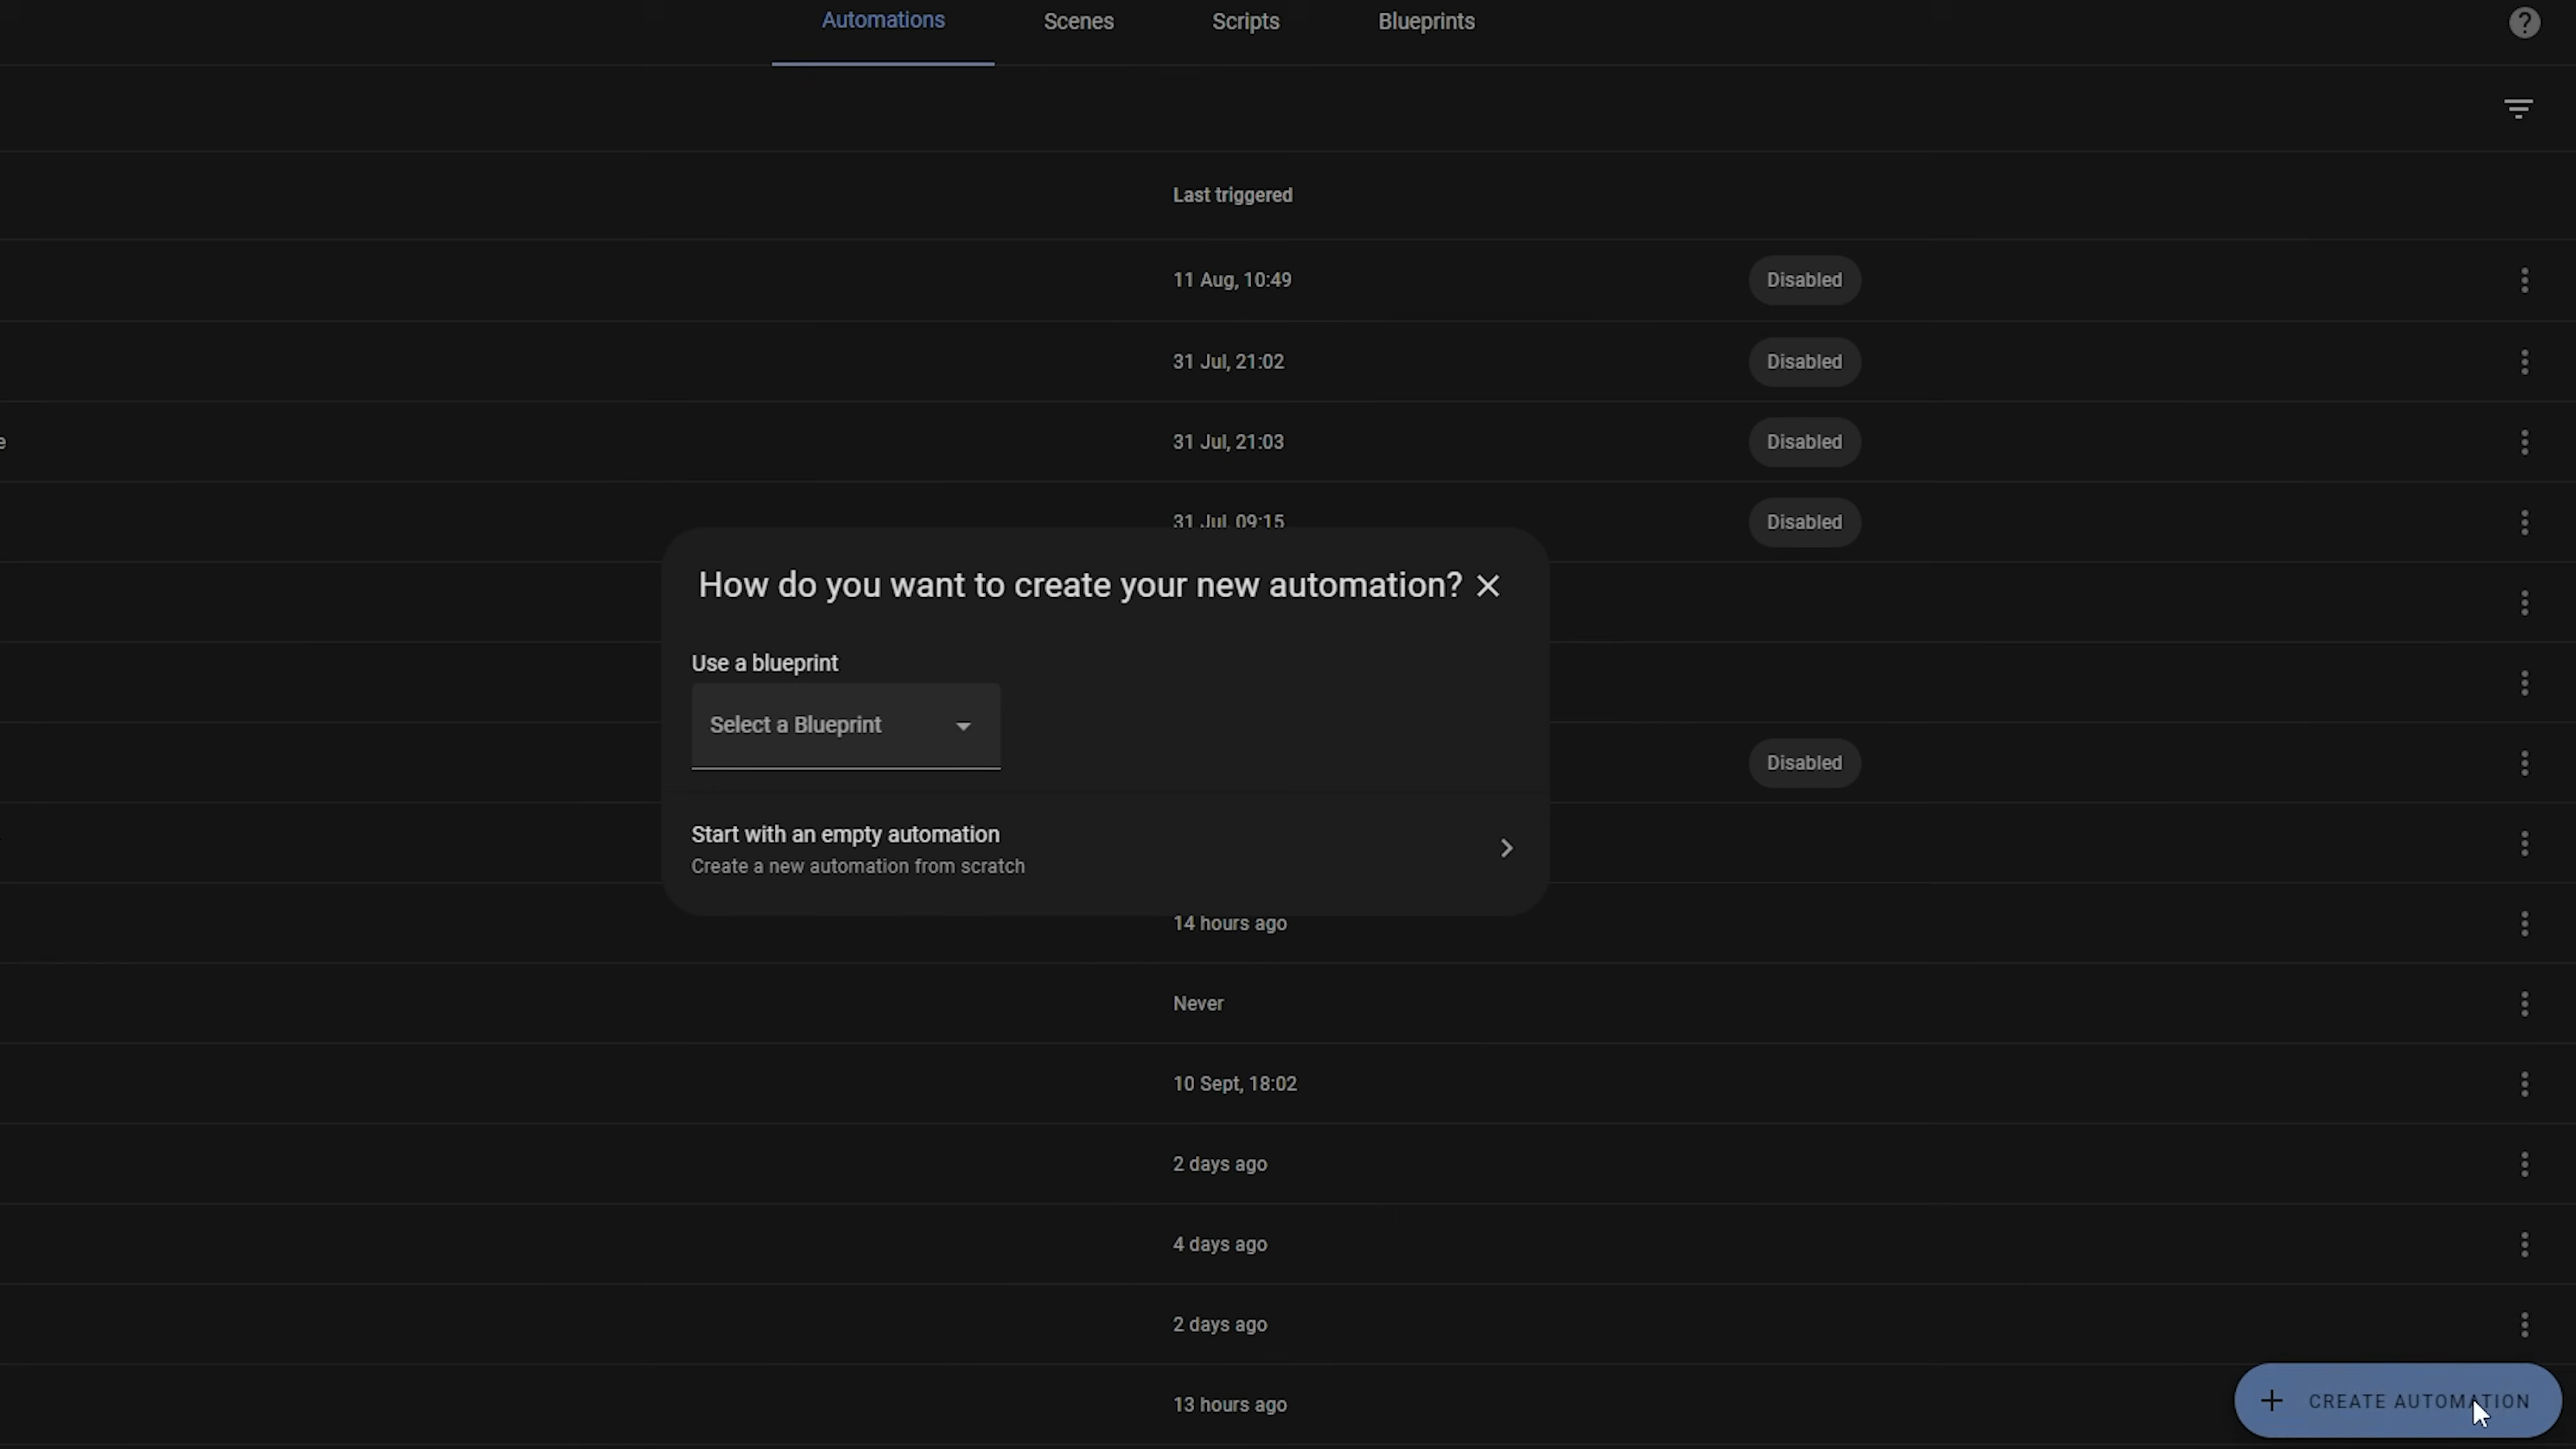 Automations Scenes Scripts Blueprints
Last triggered
11 Aug, 10:49 Disabled
31 Jul, 21:02 Disabled
e 31 Jul, 21:03 Disabled
31 Jul, 09:15 Disabled
How do you want to create your new automation?
Use a blueprint
Select a Blueprint
Disabled
Start with an empty automation
Create a new automation from scratch
14 hours ago
Never
10 Sept, 18:02
2 days ago
4 days ago
2 days ago
13 hours ago
CREATE AUTOMATION